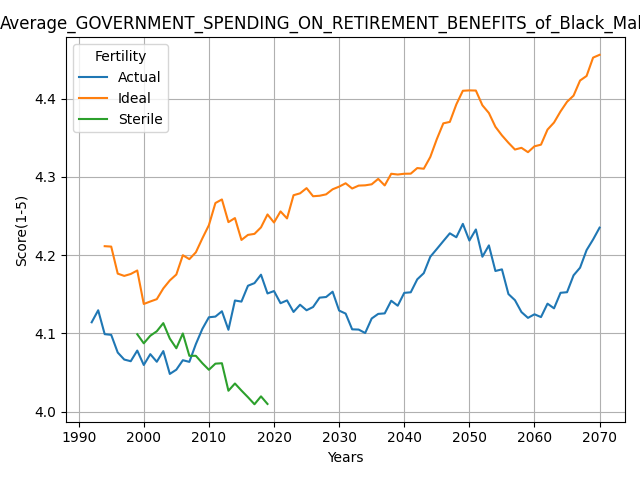 Average_GOVERNMENT_SPENDING_ON_RETIREMENT_BENEFITS_of_Black_Mal
Fertility
Actual
Ideal
Sterile
Score(1-5)
4.4
4.3
4.2
4.1
4.0
1990 2000 2010 2020 2030 2040 2050 2060 2070
Years